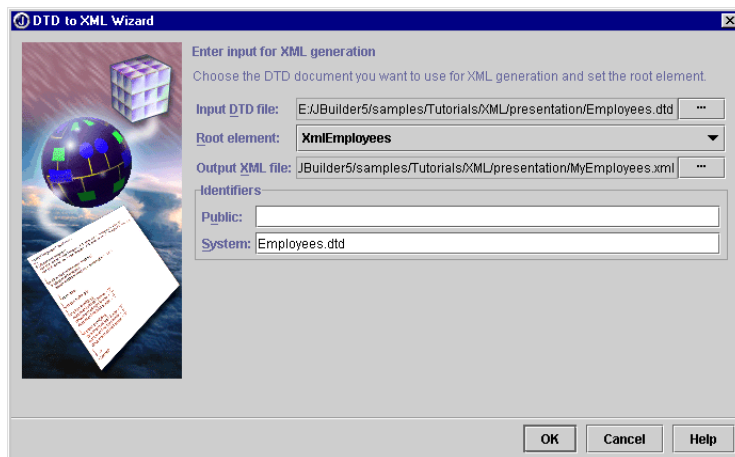 DTD to XML Wizard
Enter input for XML generation
Choose the DTD document you want to use for XML generation and set the root element.
Input DTD file: E:/JBuilder5/samples/Tutorials/XML/presentation/Employees.dtd ...
Root element: XmlEmployees
Output XML file: JBuilder5/samples/Tutorials/XML/presentation/MyEmployees.xml ...
Identifiers
Public:
System: Employees.dtd
OK Cancel Help